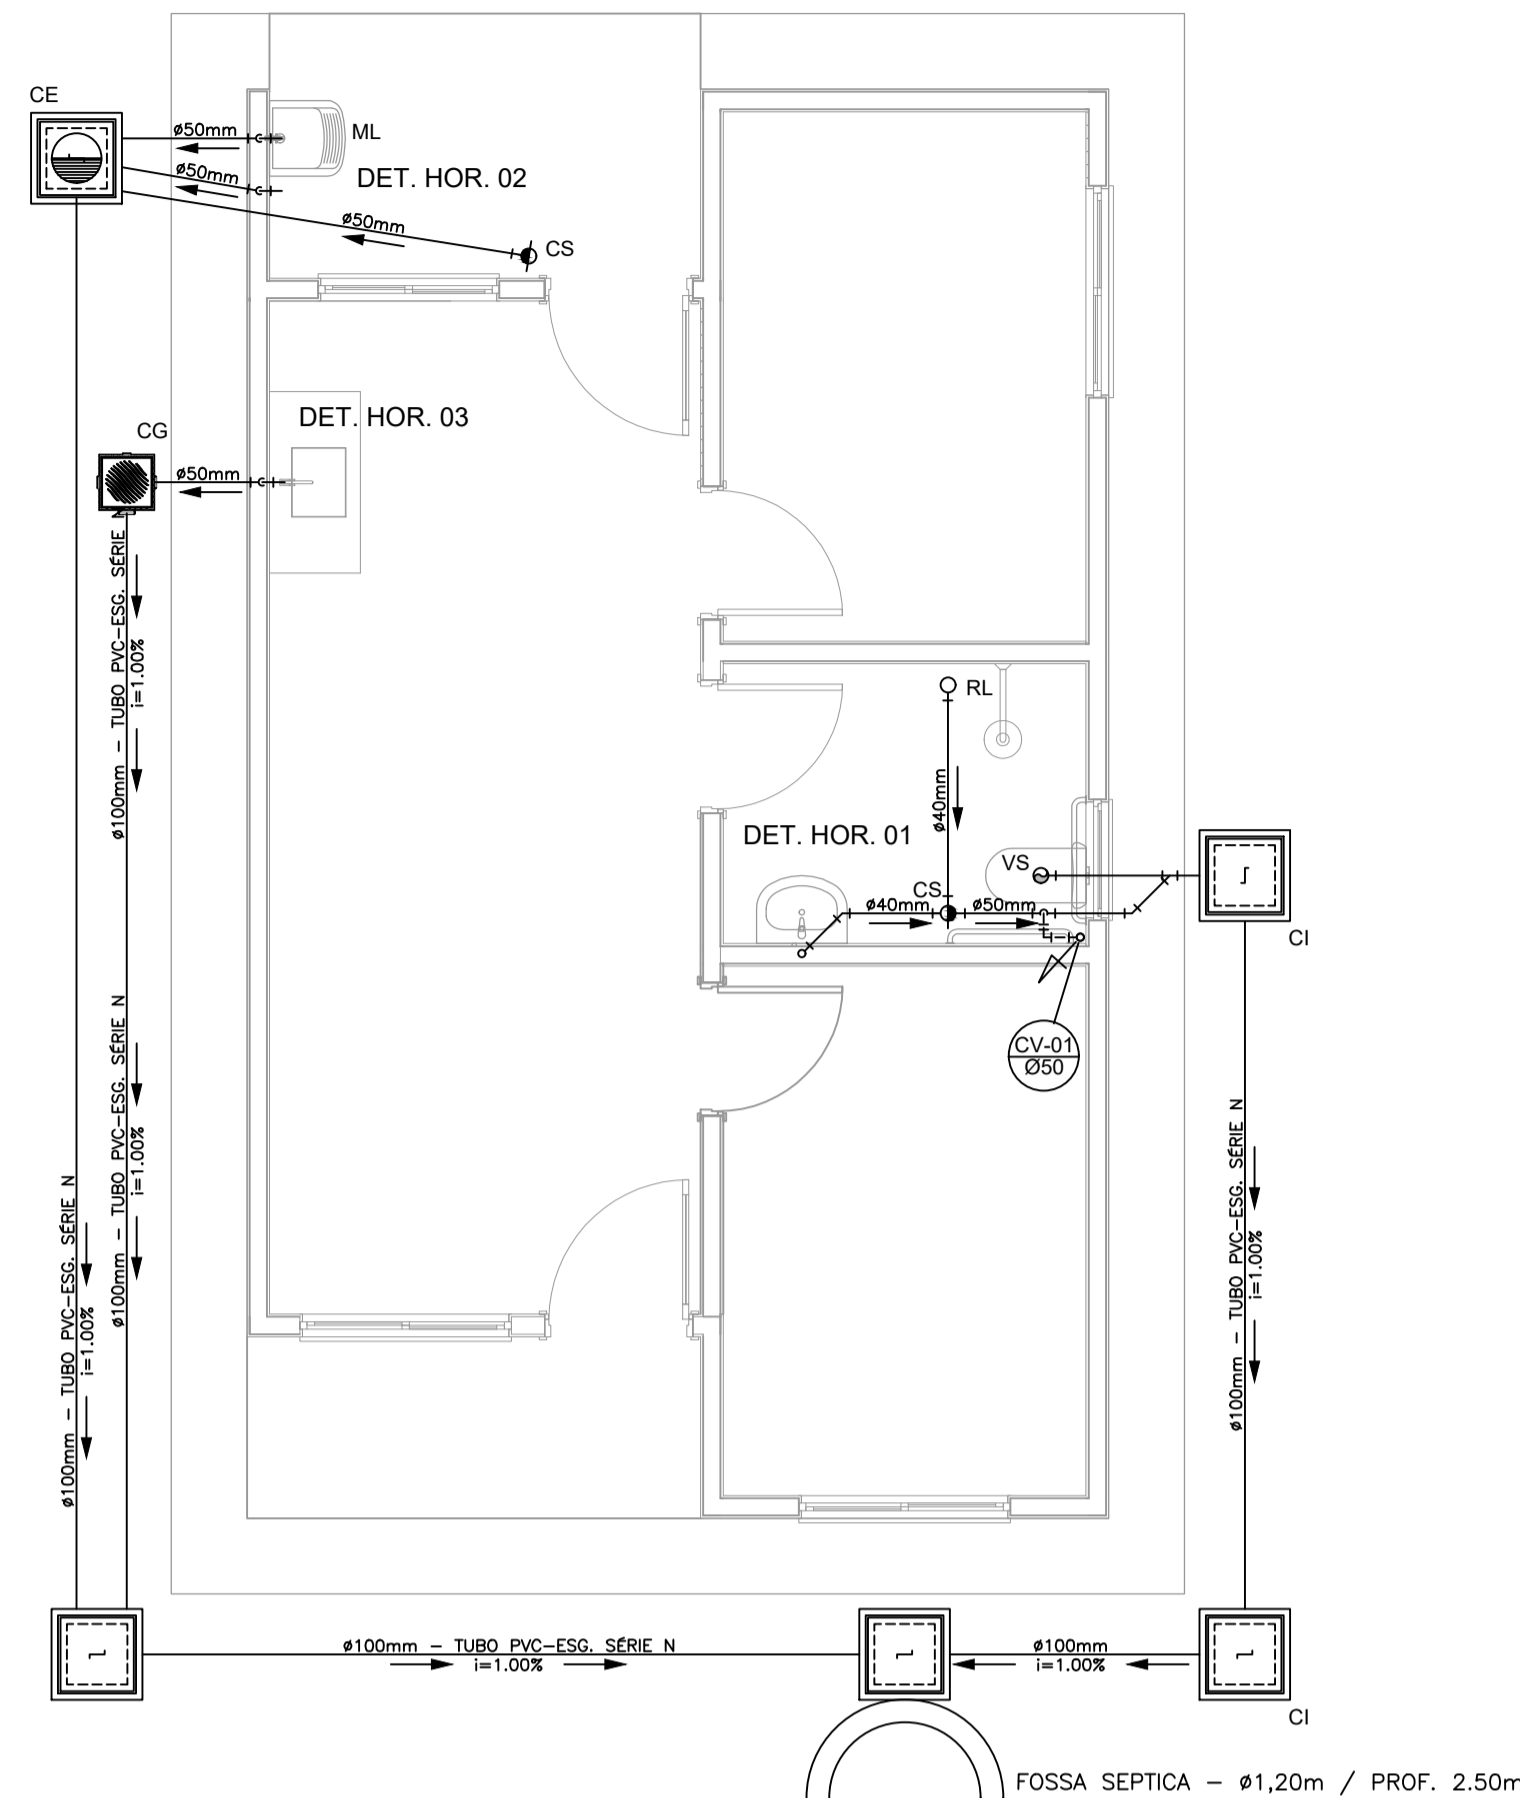 CE
ø50mm
ML
ø50mm
DET. HOR. 02
ø50mm
CS
DET. HOR. 03
CG
ø50mm
ø100mm – TUBO PVC–ESG. SÉRIE N
i=1.00%
RL
ø40mm
DET. HOR. 01
VS
CS
ø40mm
ø50mm
CI
CV-01
Ø50
ø100mm – TUBO PVC–ESG. SÉRIE N
i=1.00%
ø100mm – TUBO PVC–ESG. SÉRIE N
i=1.00%
ø100mm – TUBO PVC–ESG. SÉRIE N
i=1.00%
ø100mm – TUBO PVC–ESG. SÉRIE N
i=1.00%
ø100mm
i=1.00%
CI
FOSSA SEPTICA – ø1,20m / PROF. 2.50m